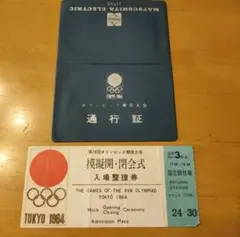 MATSUSHITA ELECTRIC
オリンピック東京大会
通行証
第18回オリンピック競技大会
模擬開・閉会式
入場整理券
THE GAMES OF THE XVIII OLYMPIAD
TOKYO 1964
Mock Opening Ceremony
Closing
Admission Pass
TOKYO 1964
国立競技場
NATIONAL
STADIUM
24-30